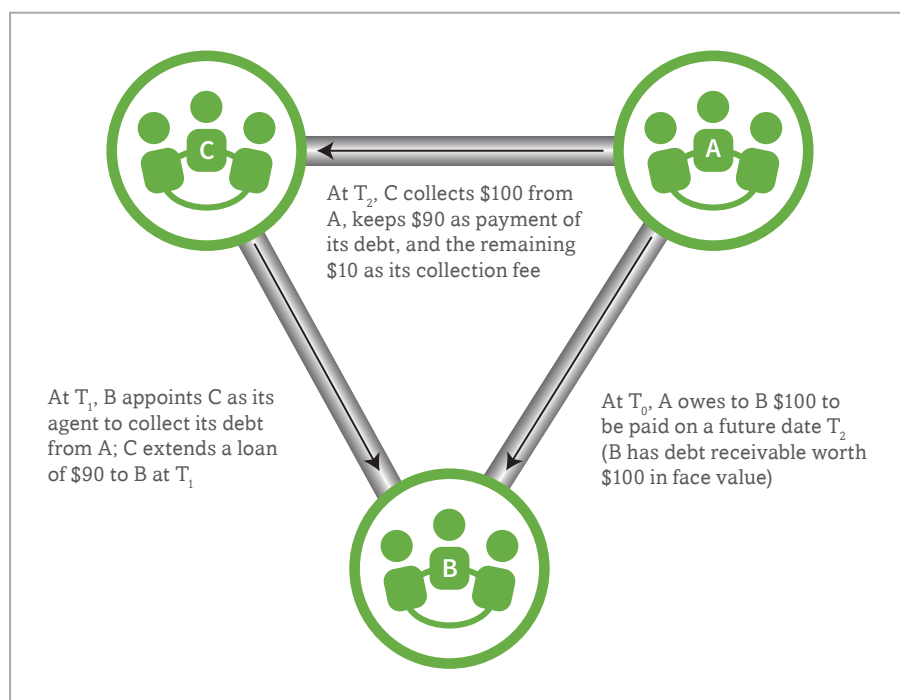 C
A
At T₂, C collects $100 from
A, keeps $90 as payment of
its debt, and the remaining
$10 as its collection fee
At T₁, B appoints C as its
agent to collect its debt
from A; C extends a loan
of $90 to B at T₁
At T₀, A owes to B $100 to
be paid on a future date T₂
(B has debt receivable worth
$100 in face value)
B